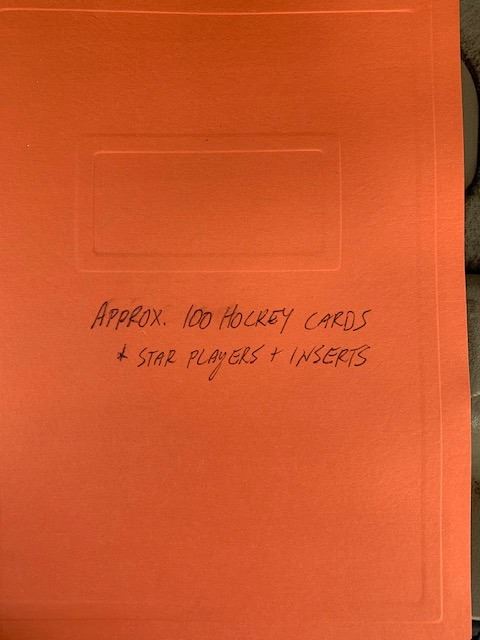 APPROX. 100 HOCKEY CARDS
* STAR PLAYERS + INSERTS